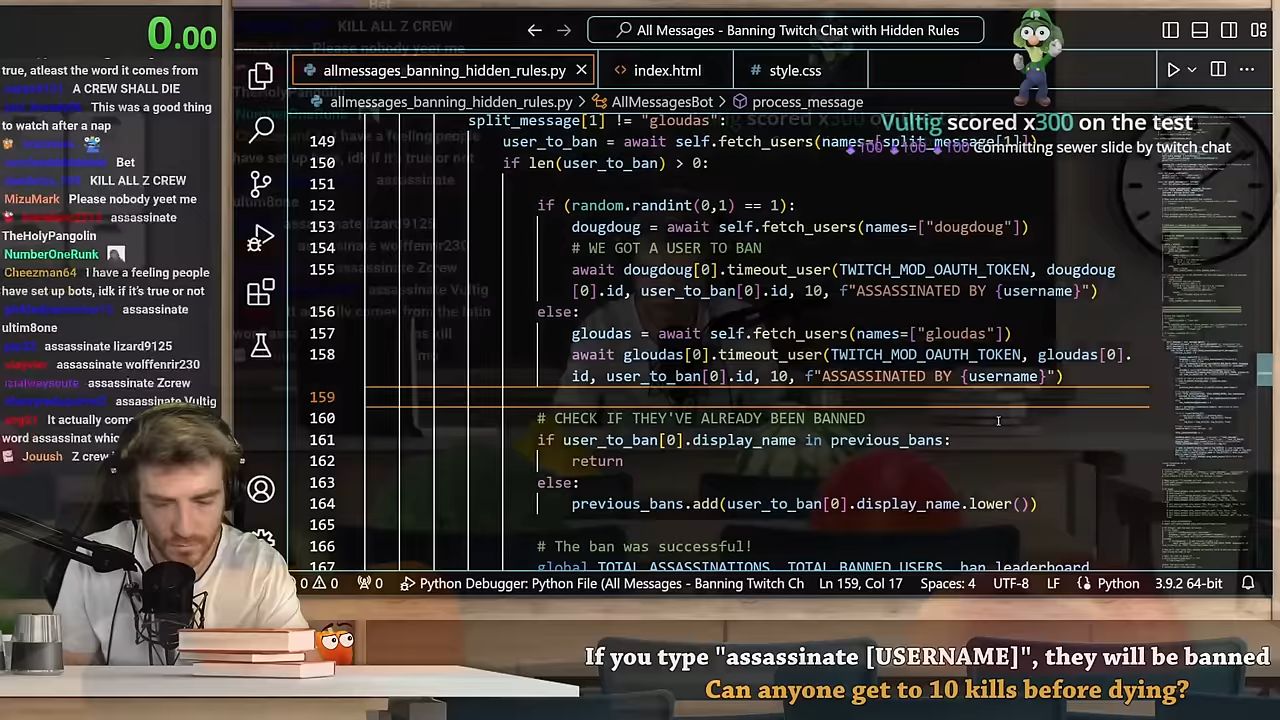 0.00
true, atleast the word it comes from
A CREW SHALL DIE
This was a good thing
to watch after a nap
Bet
KILL ALL Z CREW
MizuMark Please nobody yeet me
assassinate
TheHolyPangolin
NumberOneRunk
Cheezman64 I have a feeling people
have set up bots, idk if it's true or not
assassinate
ultim8one
assassinate lizard9125
assassinate wolffenrir230
assassinate Zcrew
assassinate Vultig
It actually come
word assassinat whic
Jouush Z crew
All Messages - Banning Twitch Chat with Hidden Rules
allmessages_banning_hidden_rules.py
index.html
style.css
allmessages_banning_hidden_rules.py > AllMessagesBot > process_message
Vultig scored x300 on the test
100 100 100 committing sewer slide by twitch chat
split_message[1] != "gloudas":
149 user_to_ban = await self.fetch_users(names=[split_message[1]])
150 if len(user_to_ban) > 0:
151
152 if (random.randint(0,1) == 1):
153 dougdoug = await self.fetch_users(names=["dougdoug"])
154 # WE GOT A USER TO BAN
155 await dougdoug[0].timeout_user(TWITCH_MOD_OAUTH_TOKEN, dougdoug
[0].id, user_to_ban[0].id, 10, f"ASSASSINATED BY {username}")
156 else:
157 gloudas = await self.fetch_users(names=["gloudas"])
158 await gloudas[0].timeout_user(TWITCH_MOD_OAUTH_TOKEN, gloudas[0].
id, user_to_ban[0].id, 10, f"ASSASSINATED BY {username}")
159
160 # CHECK IF THEY'VE ALREADY BEEN BANNED
161 if user_to_ban[0].display_name in previous_bans:
162 return
163 else:
164 previous_bans.add(user_to_ban[0].display_name.lower())
165
166 # The ban was successful!
167 global TOTAL_ASSASSINATIONS, TOTAL_BANNED_USERS, ban_leaderboard
0 0 0 Python Debugger: Python File (All Messages - Banning Twitch Ch Ln 159, Col 17 Spaces: 4 UTF-8 LF Python 3.9.2 64-bit
If you type "assassinate [USERNAME]", they will be banned
Can anyone get to 10 kills before dying?